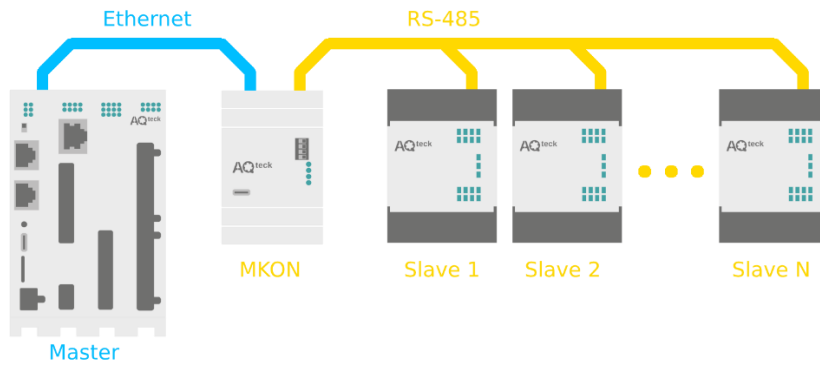 Ethernet
RS-485
AQteck
AQteck
AQteck
AQteck
AQteck
MKON
Slave 1
Slave 2
Slave N
Master